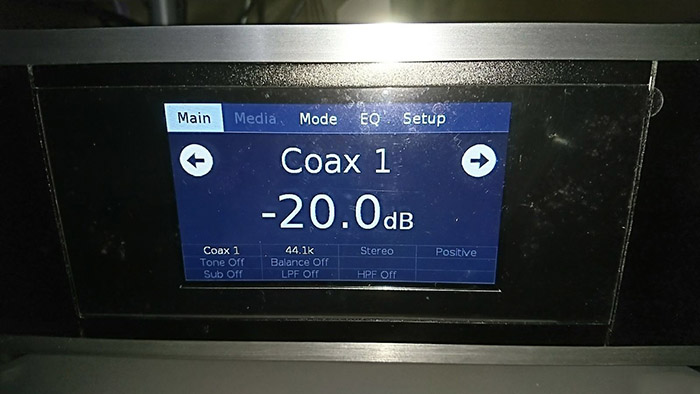 Main Media Mode EQ Setup
Coax 1
-20.0dB
Coax 1 44.1k Stereo Positive
Tone Off Balance Off
Sub Off LPF Off HPF Off